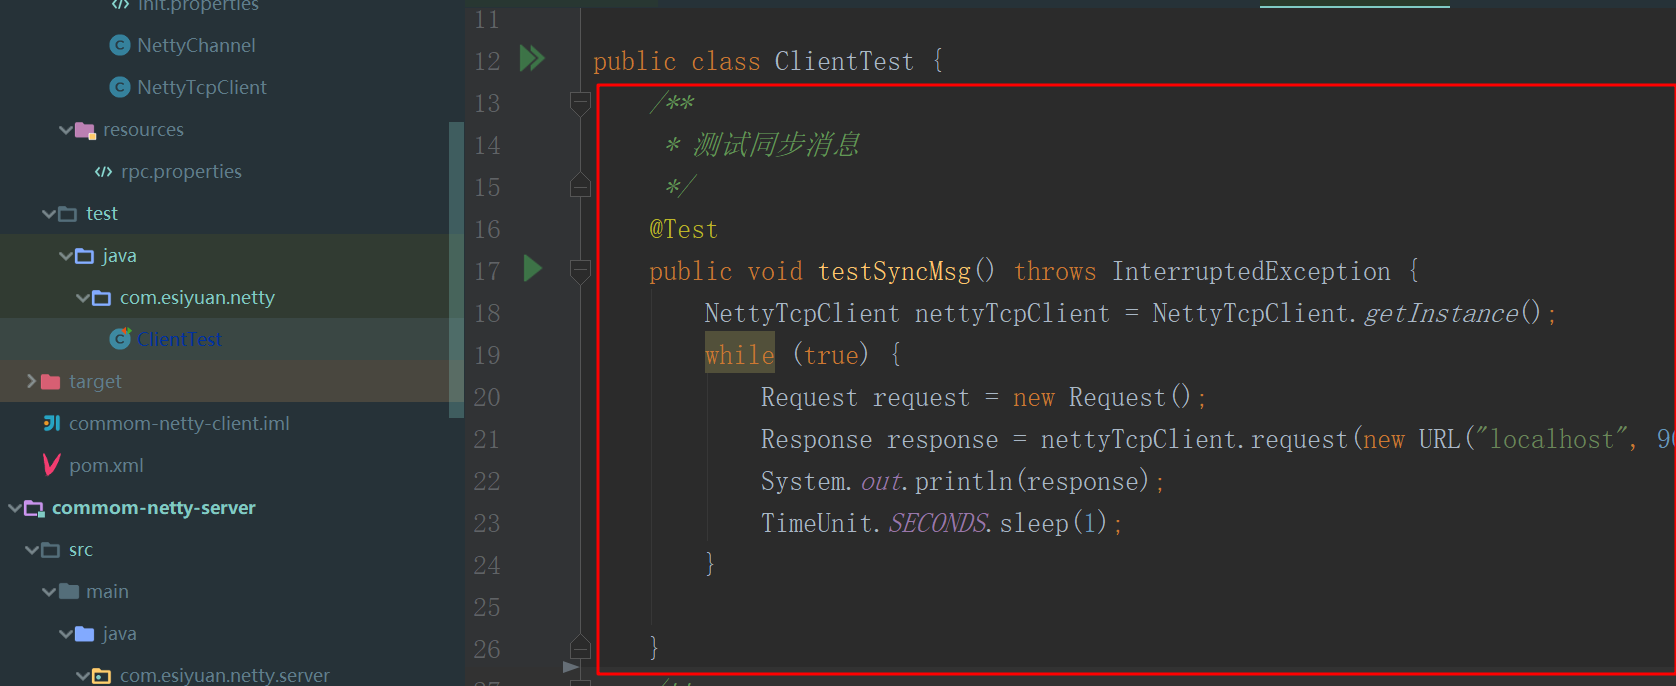 init.properties
NettyChannel
NettyTcpClient
resources
rpc.properties
test
java
com.esiyuan.netty
ClientTest
target
commom-netty-client.iml
pom.xml
commom-netty-server
src
main
java
com.esiyuan.netty.server
11
12 public class ClientTest {
13 /**
14 * 测试同步消息
15 */
16 @Test
17 public void testSyncMsg() throws InterruptedException {
18 NettyTcpClient nettyTcpClient = NettyTcpClient.getInstance();
19 while (true) {
20 Request request = new Request();
21 Response response = nettyTcpClient.request(new URL("localhost", 90
22 System.out.println(response);
23 TimeUnit.SECONDS.sleep(1);
24 }
25
26 }